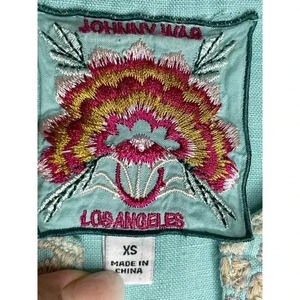 JOHNNY WAS
LOS ANGELES
XS
MADE IN
CHINA